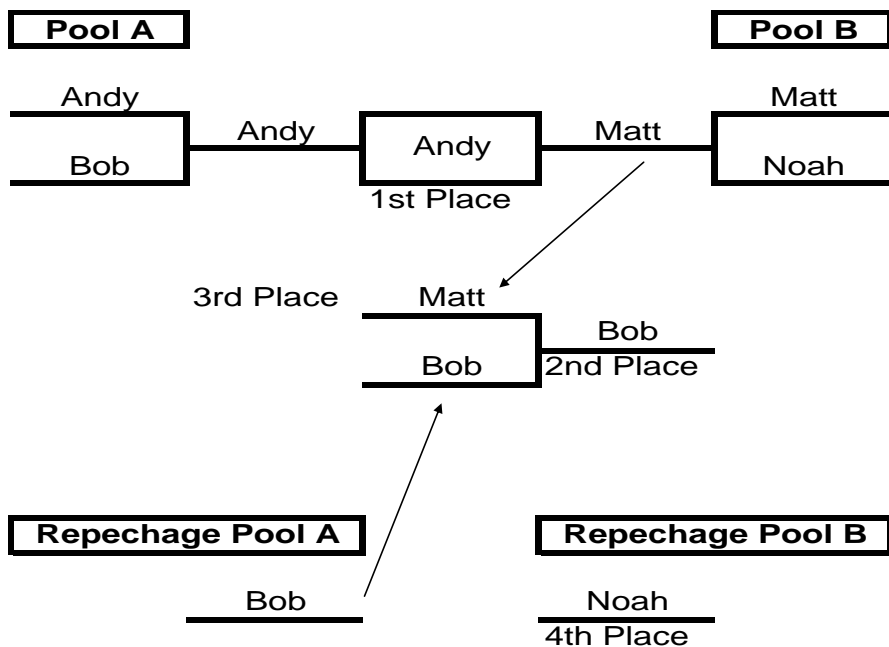 Pool A
Pool B
Andy
Matt
Andy
Andy
Matt
Bob
Noah
1st Place
3rd Place
Matt
Bob
Bob
2nd Place
Repechage Pool A
Repechage Pool B
Bob
Noah
4th Place